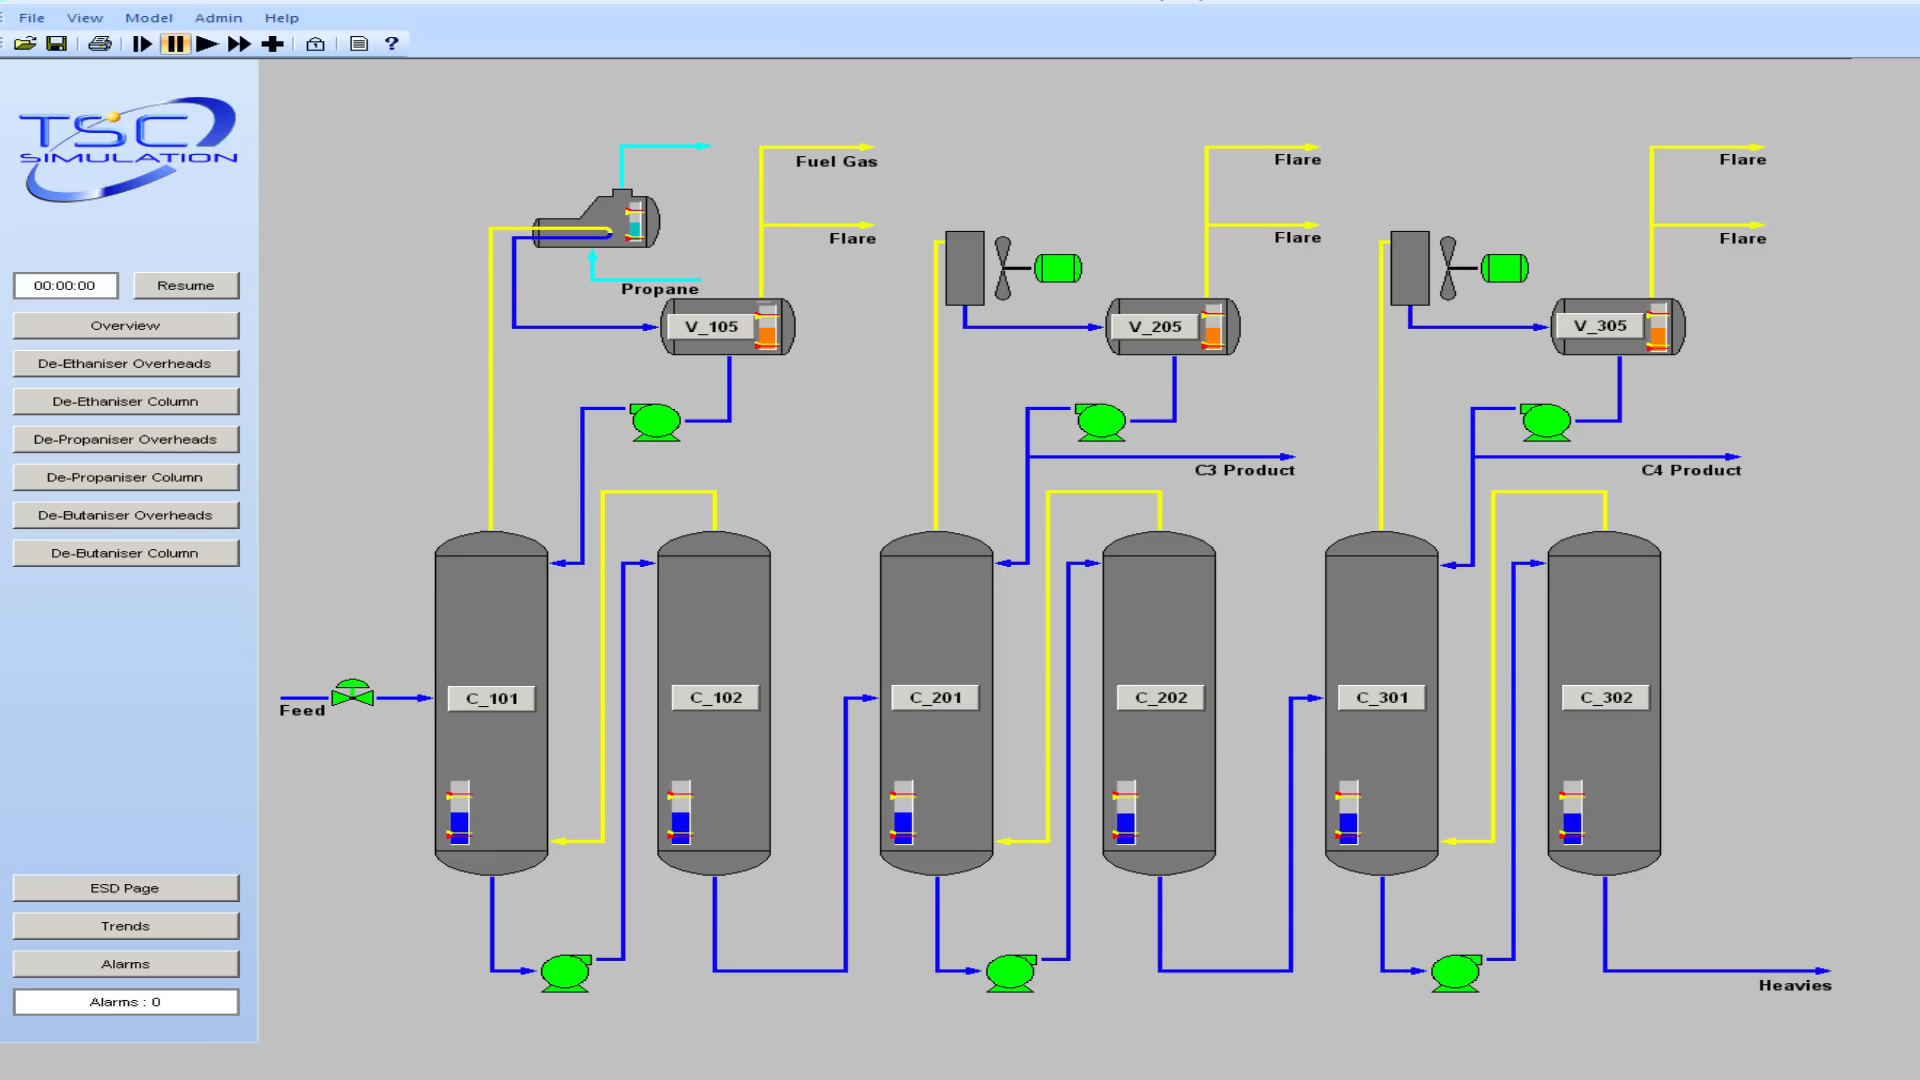 File View Model Admin Help
?
TSC
SIMULATION
00:00:00 Resume
Overview
De-Ethaniser Overheads
De-Ethaniser Column
De-Propaniser Overheads
De-Propaniser Column
De-Butaniser Overheads
De-Butaniser Column
ESD Page
Trends
Alarms
Alarms : 0
Fuel Gas
Flare
Propane
V_105
Flare
Flare
V_205
Flare
Flare
V_305
C3 Product
C4 Product
Feed
C_101
C_102
C_201
C_202
C_301
C_302
Heavies